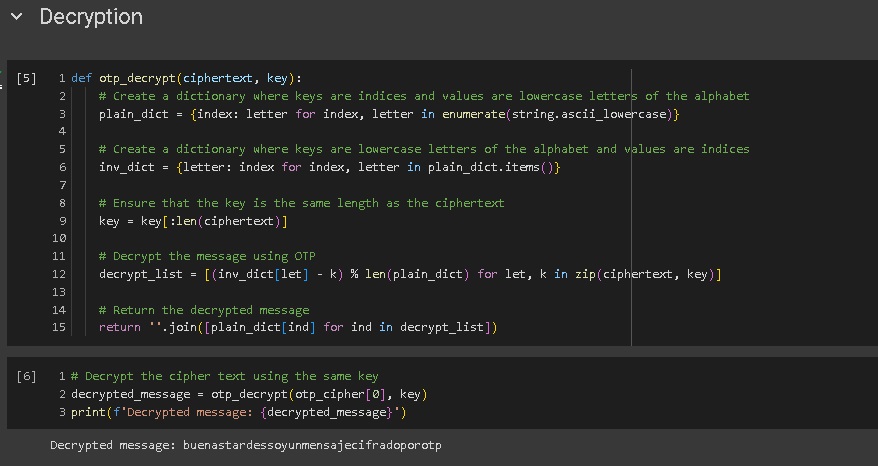 Decryption
[5]
1 def otp_decrypt(ciphertext, key):
2 # Create a dictionary where keys are indices and values are lowercase letters of the alphabet
3 plain_dict = {index: letter for index, letter in enumerate(string.ascii_lowercase)}
4
5 # Create a dictionary where keys are lowercase letters of the alphabet and values are indices
6 inv_dict = {letter: index for index, letter in plain_dict.items()}
7
8 # Ensure that the key is the same length as the ciphertext
9 key = key[:len(ciphertext)]
10
11 # Decrypt the message using OTP
12 decrypt_list = [(inv_dict[let] - k) % len(plain_dict) for let, k in zip(ciphertext, key)]
13
14 # Return the decrypted message
15 return ''.join([plain_dict[ind] for ind in decrypt_list])
[6]
1 # Decrypt the cipher text using the same key
2 decrypted_message = otp_decrypt(otp_cipher[0], key)
3 print(f'Decrypted message: {decrypted_message}')
Decrypted message: buenastardessoyunmensajecifradoporotp